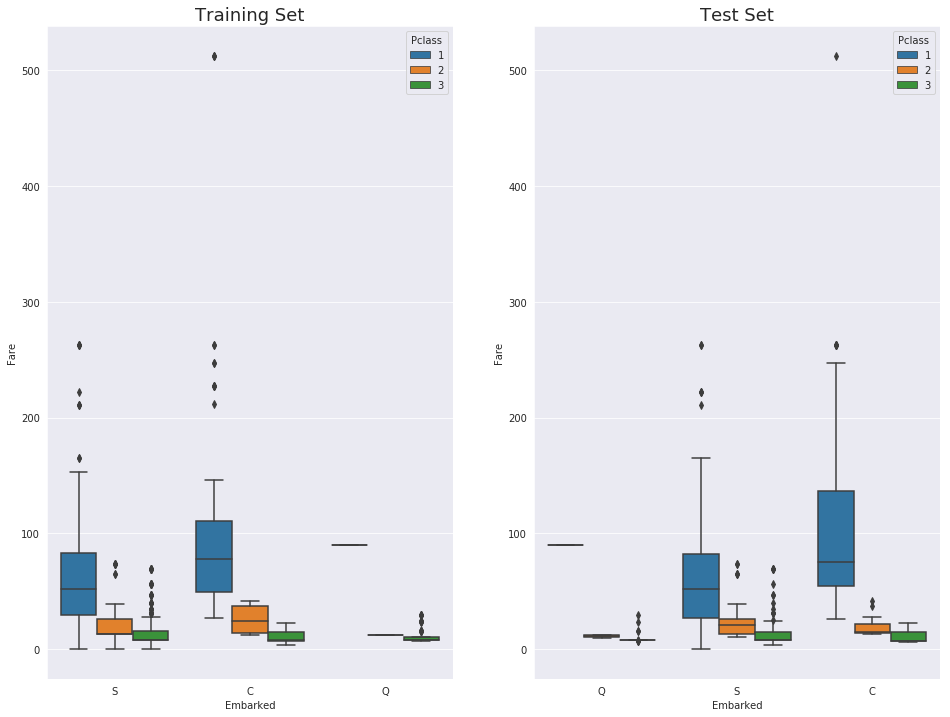 Training Set
Pclass
1
2
3
500
400
300
200
100
0
Fare
S
C
Q
Embarked
Test Set
Pclass
1
2
3
500
400
300
200
100
0
Fare
Q
S
C
Embarked